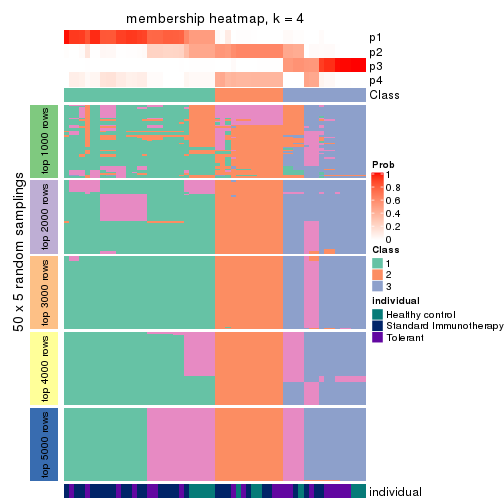 membership heatmap, k = 4
p1
p2
p3
p4
Class
50 x 5 random samplings
top 1000 rows
top 2000 rows
top 3000 rows
top 4000 rows
top 5000 rows
individual
Prob
1
0.8
0.6
0.4
0.2
0
Class
1
2
3
individual
Healthy control
Standard Immunotherapy
Tolerant